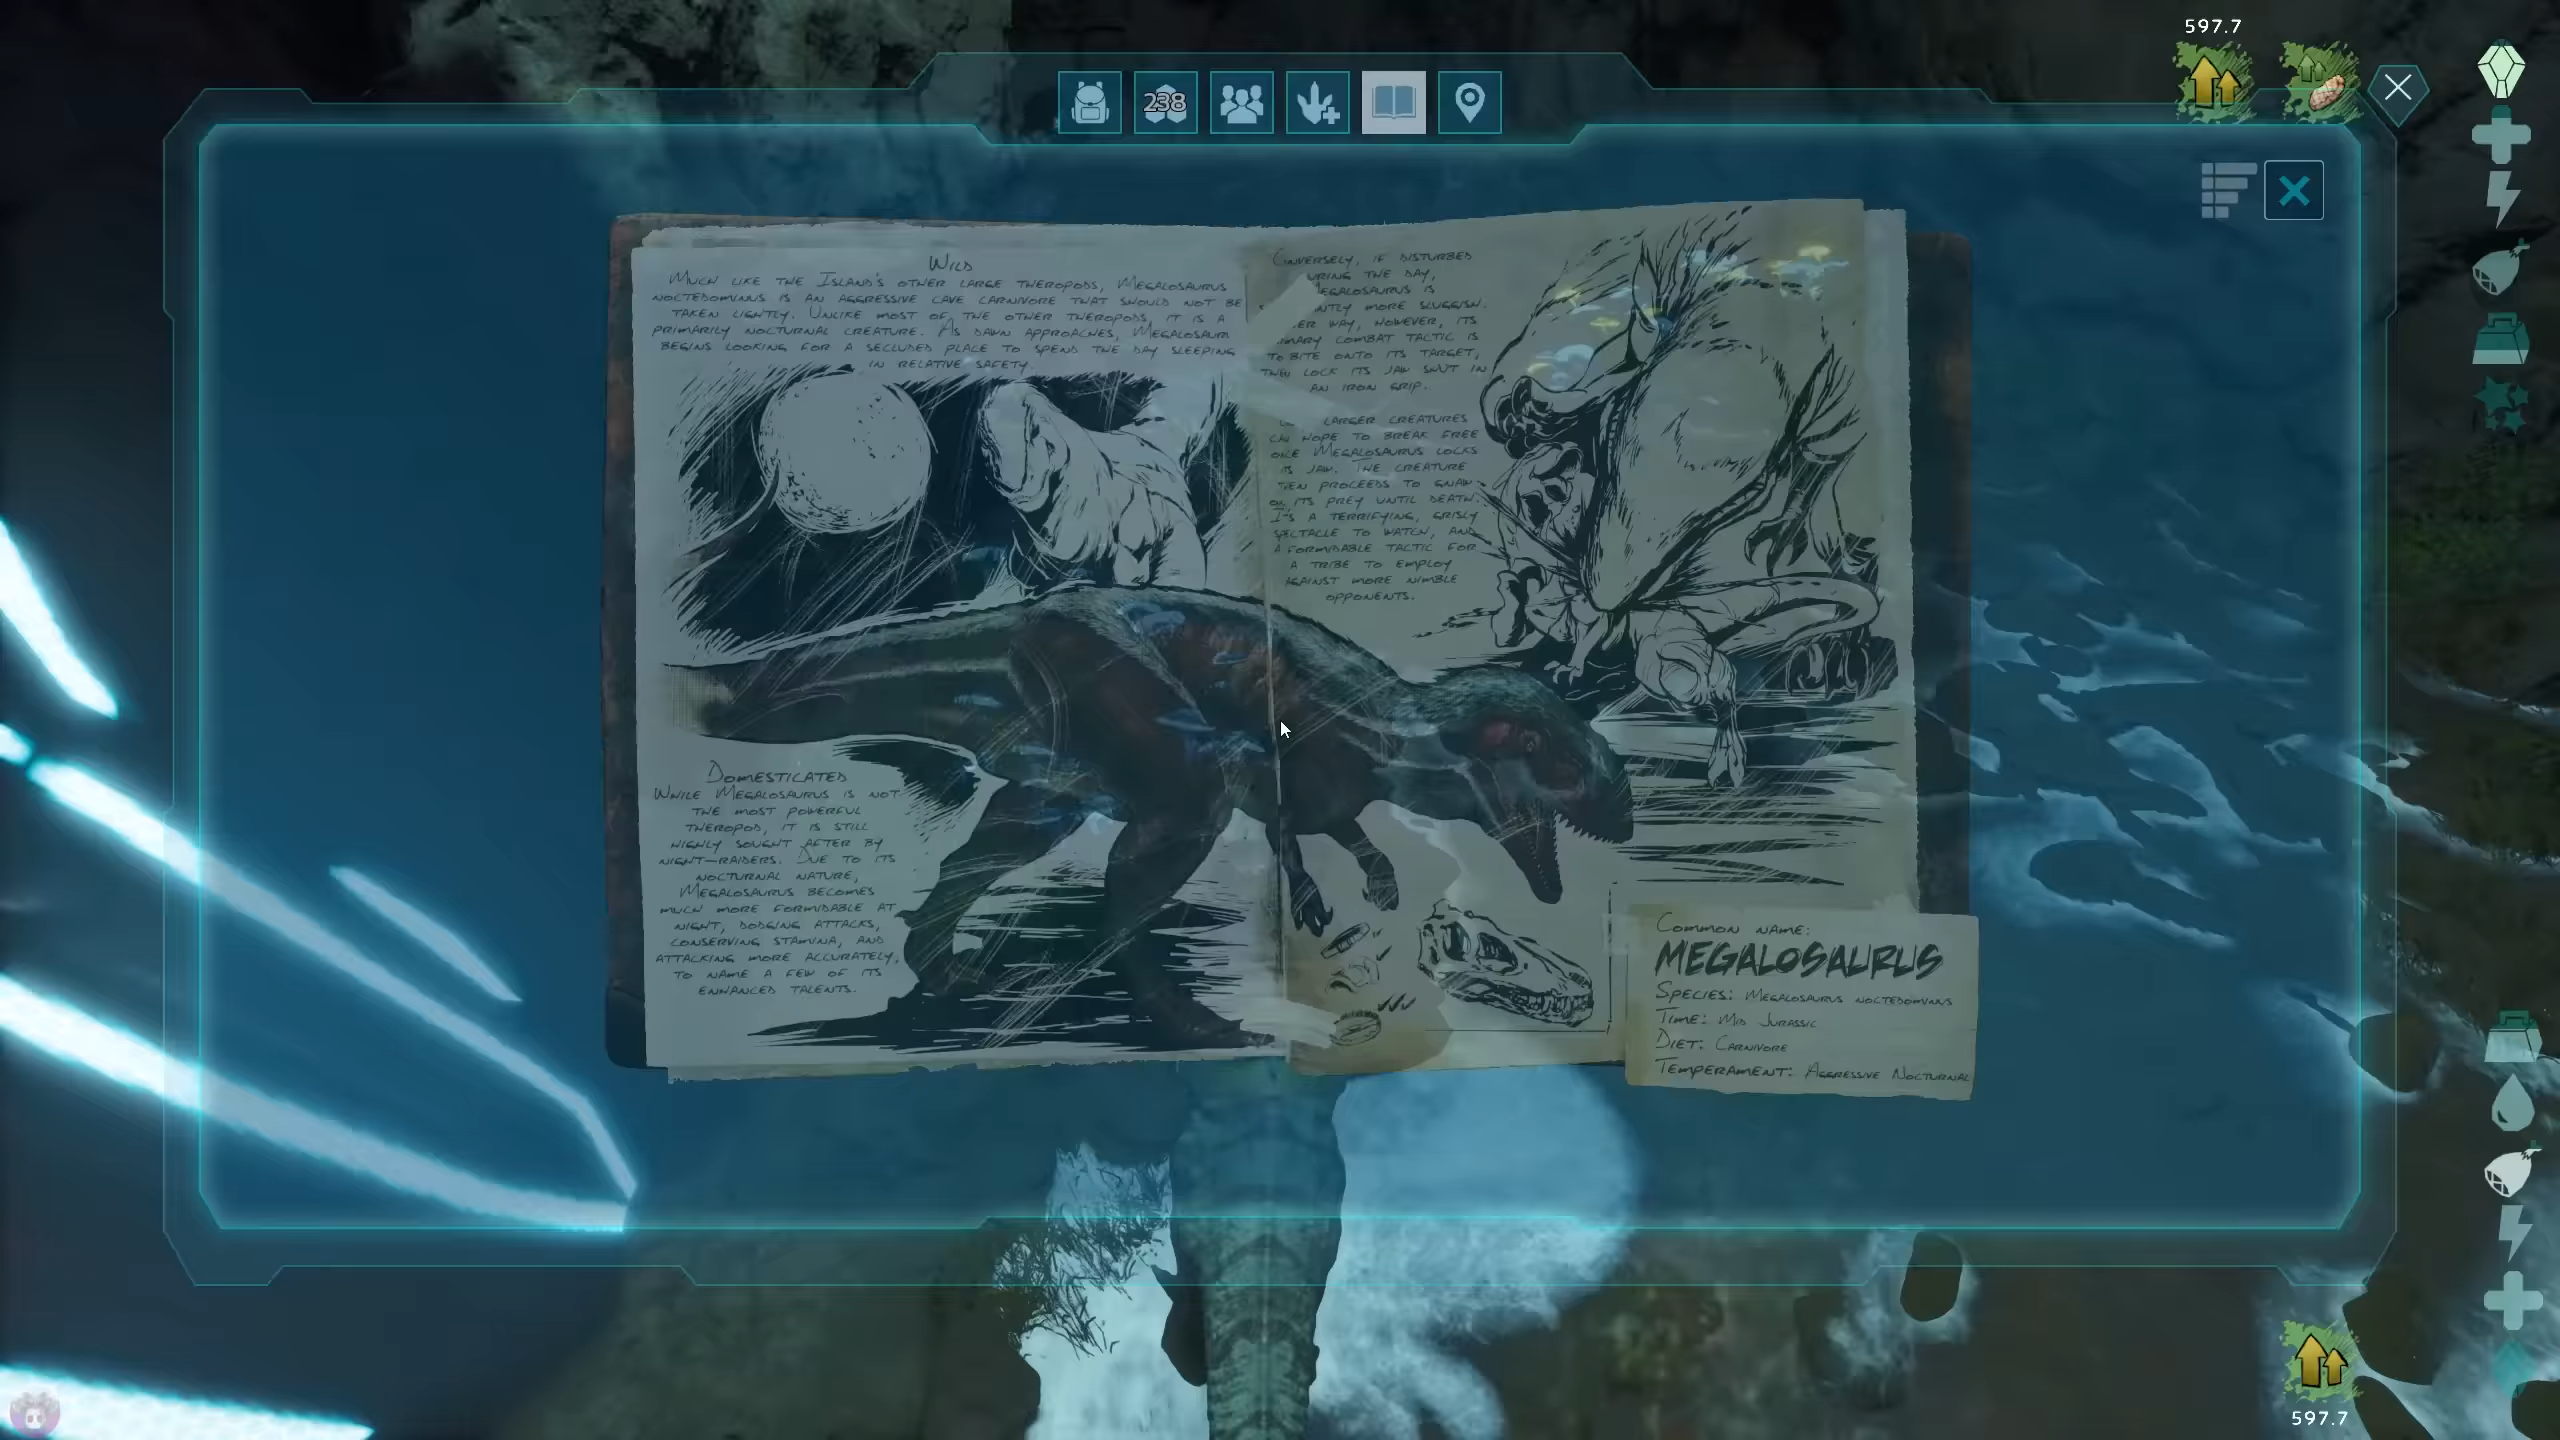 597.7
238
Wild
Much like the Island's other large theropods, Megalosaurus
noctedominus is an aggressive cave carnivore that should not be
taken lightly. Unlike most of the other theropods, it is a
primarily nocturnal creature. As dawn approaches, Megalosaur
begins looking for a secluded place to spend the day sleeping
in relative safety.
Conversely, if disturbed
uring the day,
Megalosaurus is
ntly more sluggish.
er way, however, its
imary combat tactic is
to bite onto its target,
then lock its jaw shut in
an iron grip.
larger creatures
can hope to break free
once Megalosaurus locks
its jaw. The creature
then proceeds to gnaw
on its prey until death.
It's a terrifying, grisly
spectacle to watch, and
a formidable tactic for
a tribe to employ
against more nimble
opponents.
Domesticated
While Megalosaurus is not
the most powerful
theropod, it is still
highly sought after by
night-raiders. Due to its
nocturnal nature,
Megalosaurus becomes
much more formidable at
night, dodging attacks,
conserving stamina, and
attacking more accurately,
to name a few of its
enhanced talents.
Common name:
MEGALOSAURUS
Species: Megalosaurus noctedominus
Time: Mid Jurassic
Diet: Carnivore
Temperament: Aggressive Nocturnal
597.7